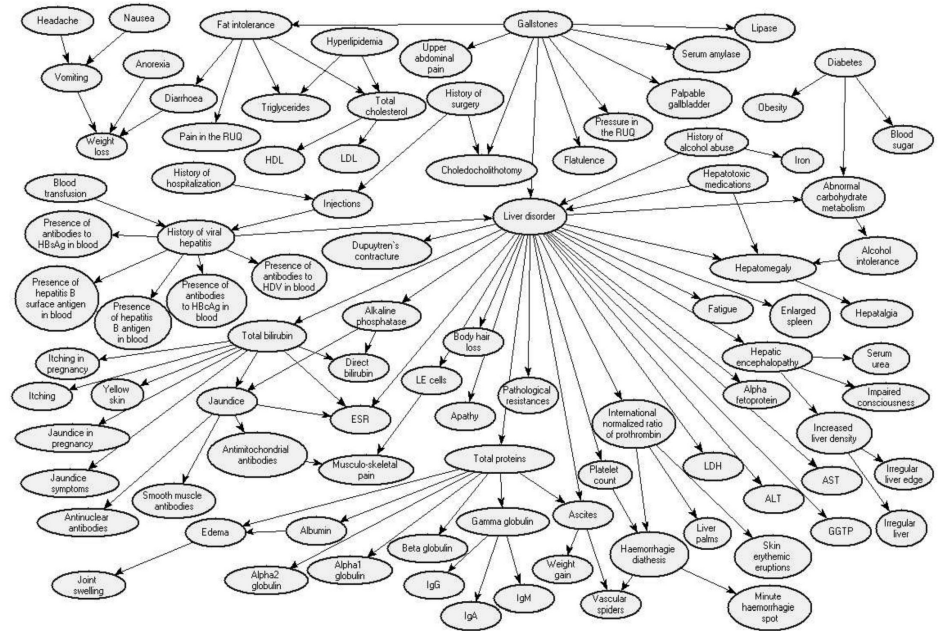 Headache
Nausea
Fat intolerance
Gallstones
Lipase
Hyperlipidemia
Upper
abdominal
pain
Serum amylase
Vomiting
Anorexia
Diabetes
Diarrhoea
Triglycerides
Total
cholesterol
History of
surgery
Palpable
gallbladder
Obesity
Pain in the RUQ
Pressure in
the RUQ
Blood
sugar
Weight
loss
HDL
LDL
Choledocholithotomy
Flatulence
History of
alcohol abuse
Iron
History of
hospitalization
Hepatotoxic
medications
Blood
transfusion
Injections
Liver disorder
Abnormal
carbohydrate
metabolism
Presence of
antibodies to
HBsAg in blood
History of viral
hepatitis
Dupuytren`s
contracture
Alcohol
intolerance
Presence of
hepatitis B
surface antigen
in blood
Presence
of hepatitis
B antigen
in blood
Presence of
antibodies
to HBcAg in
blood
Presence of
antibodies to
HDV in blood
Hepatomegaly
Alkaline
phosphatase
Fatigue
Enlarged
spleen
Hepatalgia
Total bilirubin
Body hair
loss
Itching in
pregnancy
Direct
bilirubin
Hepatic
encephalopathy
Serum
urea
Itching
Yellow
skin
Jaundice
LE cells
Pathological
resistances
Alpha
fetoprotein
Impaired
consciousness
ESR
Apathy
International
normalized ratio
of prothrombin
Jaundice in
pregnancy
Antimitochondrial
antibodies
Increased
liver density
Musculo-skeletal
pain
Total proteins
LDH
Jaundice
symptoms
Platelet
count
AST
Irregular
liver edge
Smooth muscle
antibodies
ALT
Antinuclear
antibodies
Edema
Albumin
Gamma globulin
Ascites
GGTP
Irregular
liver
Liver
palms
Beta globulin
Haemorrhagie
diathesis
Skin
erythemic
eruptions
Joint
swelling
Alpha2
globulin
Alpha1
globulin
IgG
IgM
Weight
gain
IgA
Vascular
spiders
Minute
haemorrhagie
spot